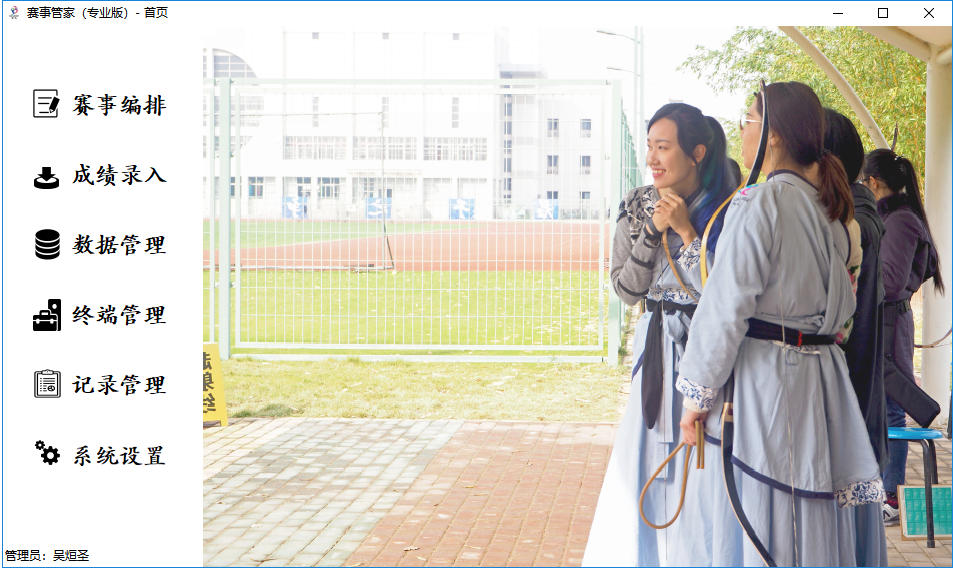 赛事管家（专业版）- 首页
赛事编排
成绩录入
数据管理
终端管理
记录管理
系统设置
管理员：吴烜圣